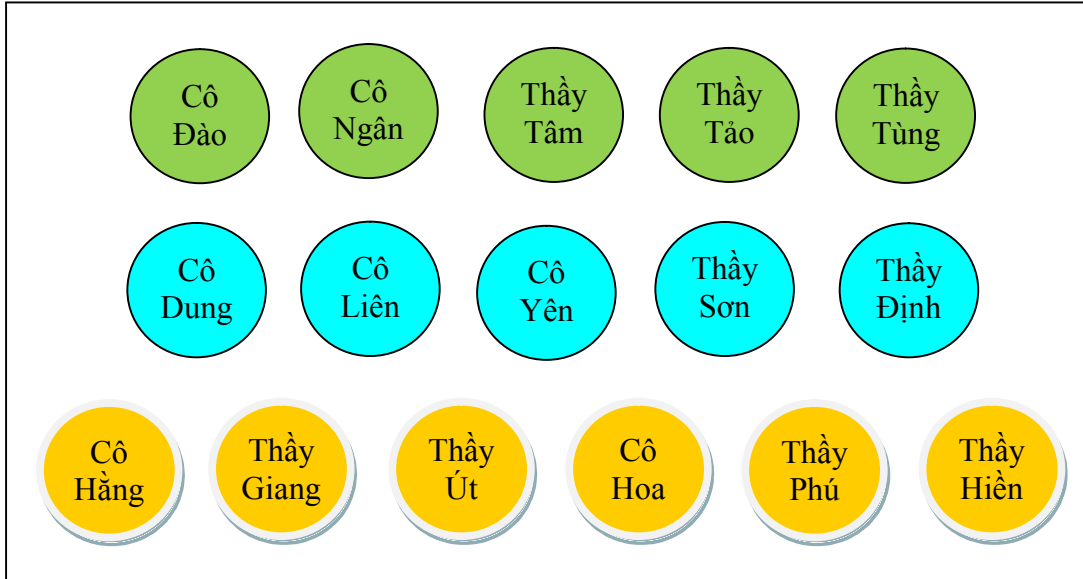 Cô
Đào
Cô
Ngân
Thầy
Tâm
Thầy
Tảo
Thầy
Tùng
Cô
Dung
Cô
Liên
Cô
Yên
Thầy
Sơn
Thầy
Định
Cô
Hằng
Thầy
Giang
Thầy
Út
Cô
Hoa
Thầy
Phú
Thầy
Hiền